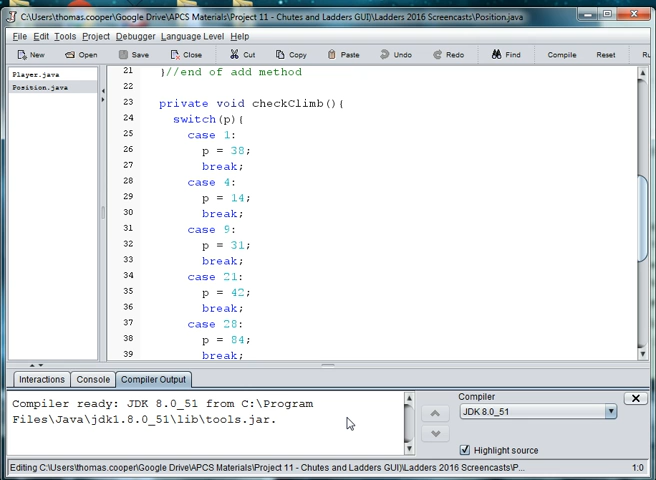 C:\Users\thomas.cooper\Google Drive\APCS Materials\Project 11 - Chutes and Ladders GUI\Ladders 2016 Screencasts\Position.java
File Edit Tools Project Debugger Language Level Help
New Open Save Close Cut Copy Paste Undo Redo Find Compile Reset Ru
Player.java
Position.java
21 }//end of add method
22
23 private void checkClimb(){
24 switch(p){
25 case 1:
26 p = 38;
27 break;
28 case 4:
29 p = 14;
30 break;
31 case 9:
32 p = 31;
33 break;
34 case 21:
35 p = 42;
36 break;
37 case 28:
38 p = 84;
39 break;
Interactions Console Compiler Output
Compiler ready: JDK 8.0_51 from C:\Program
Files\Java\jdk1.8.0_51\lib\tools.jar.
Compiler
JDK 8.0_51
Highlight source
Editing C:\Users\thomas.cooper\Google Drive\APCS Materials\Project 11 - Chutes and Ladders GUI\Ladders 2016 Screencasts\P... 1:0